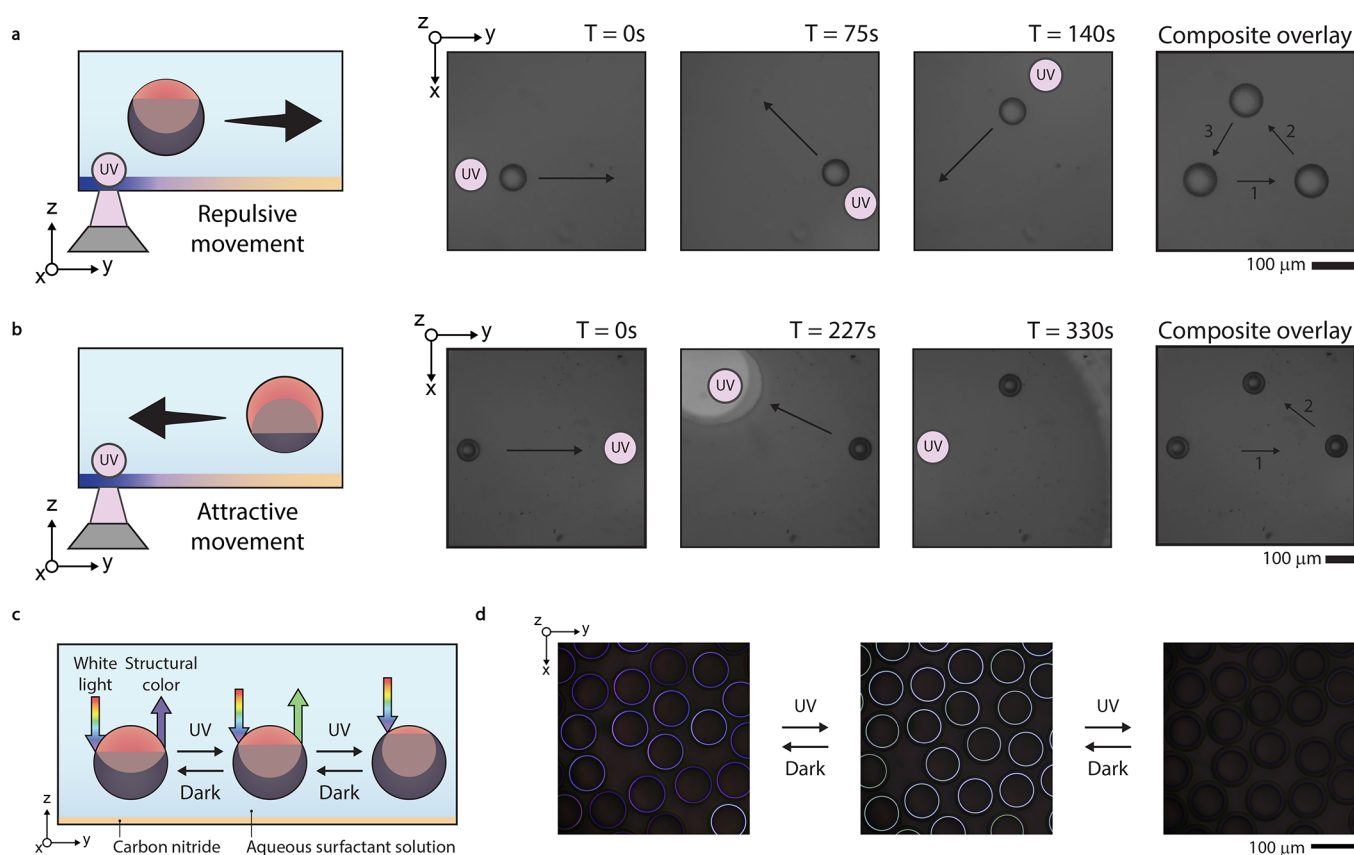 a
UV
Repulsive
movement
z
y
x
z
y
x
T = 0s
T = 75s
T = 140s
Composite overlay
UV
UV
UV
3
2
1
100 μm
b
UV
Attractive
movement
z
y
x
z
y
x
T = 0s
T = 227s
T = 330s
Composite overlay
UV
UV
UV
2
1
100 μm
c
White
light
Structural
color
UV
UV
Dark
Dark
z
y
x
Carbon nitride
Aqueous surfactant solution
d
z
y
x
UV
Dark
UV
Dark
100 μm